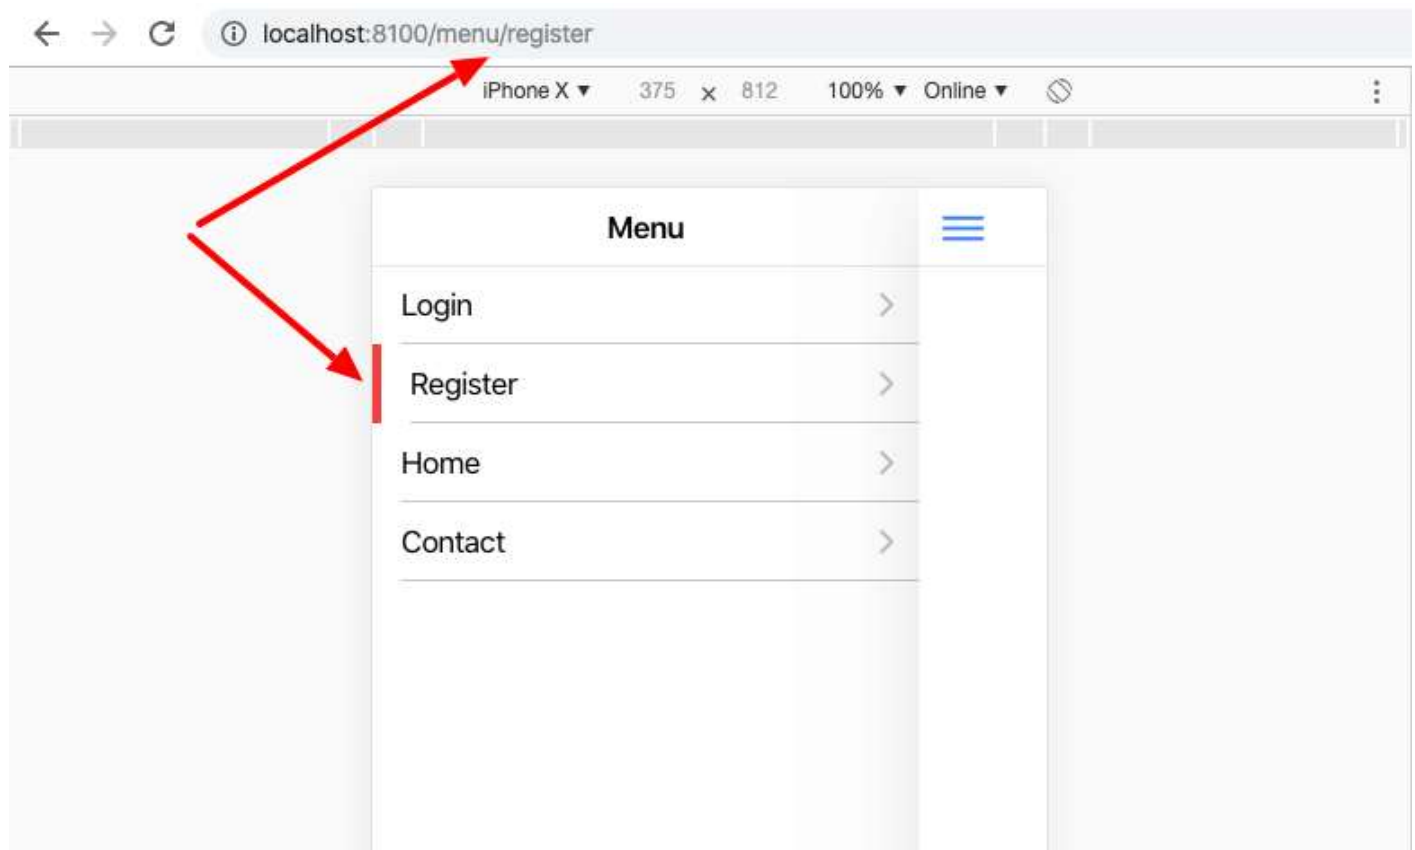 localhost:8100/menu/register
iPhone X ▼ 375 × 812 100% ▼ Online ▼
Menu
Login
Register
Home
Contact